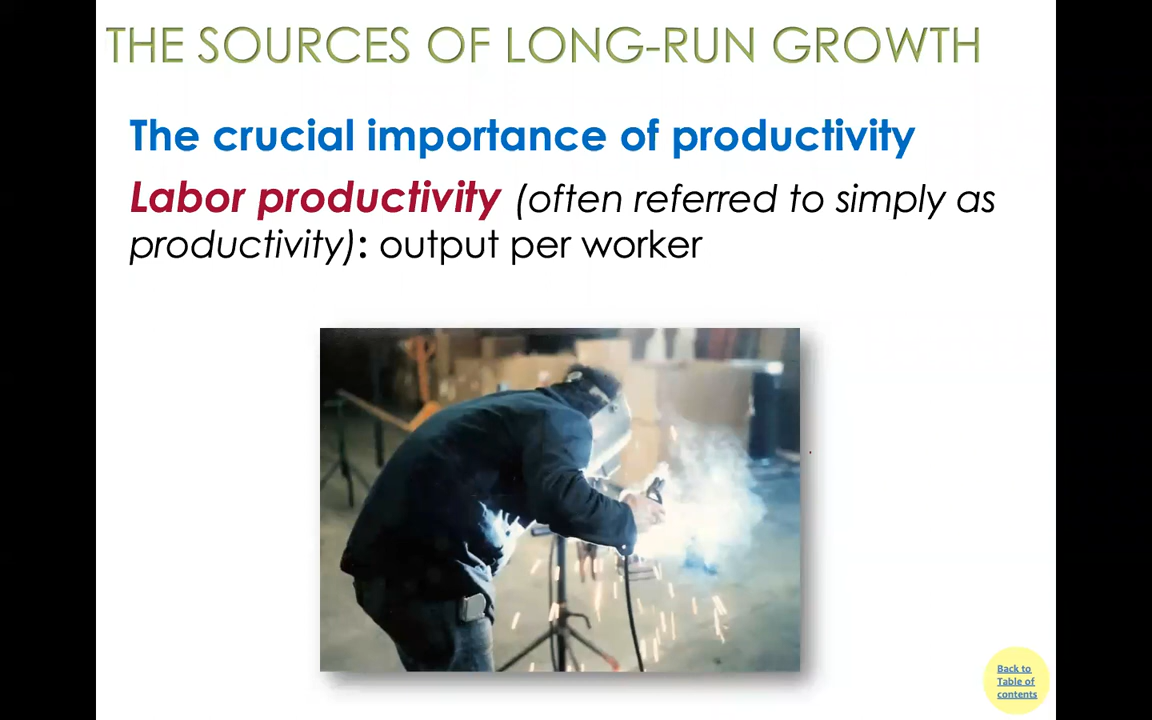 THE SOURCES OF LONG-RUN GROWTH
The crucial importance of productivity
Labor productivity (often referred to simply as
productivity): output per worker
Back to
Table of
contents